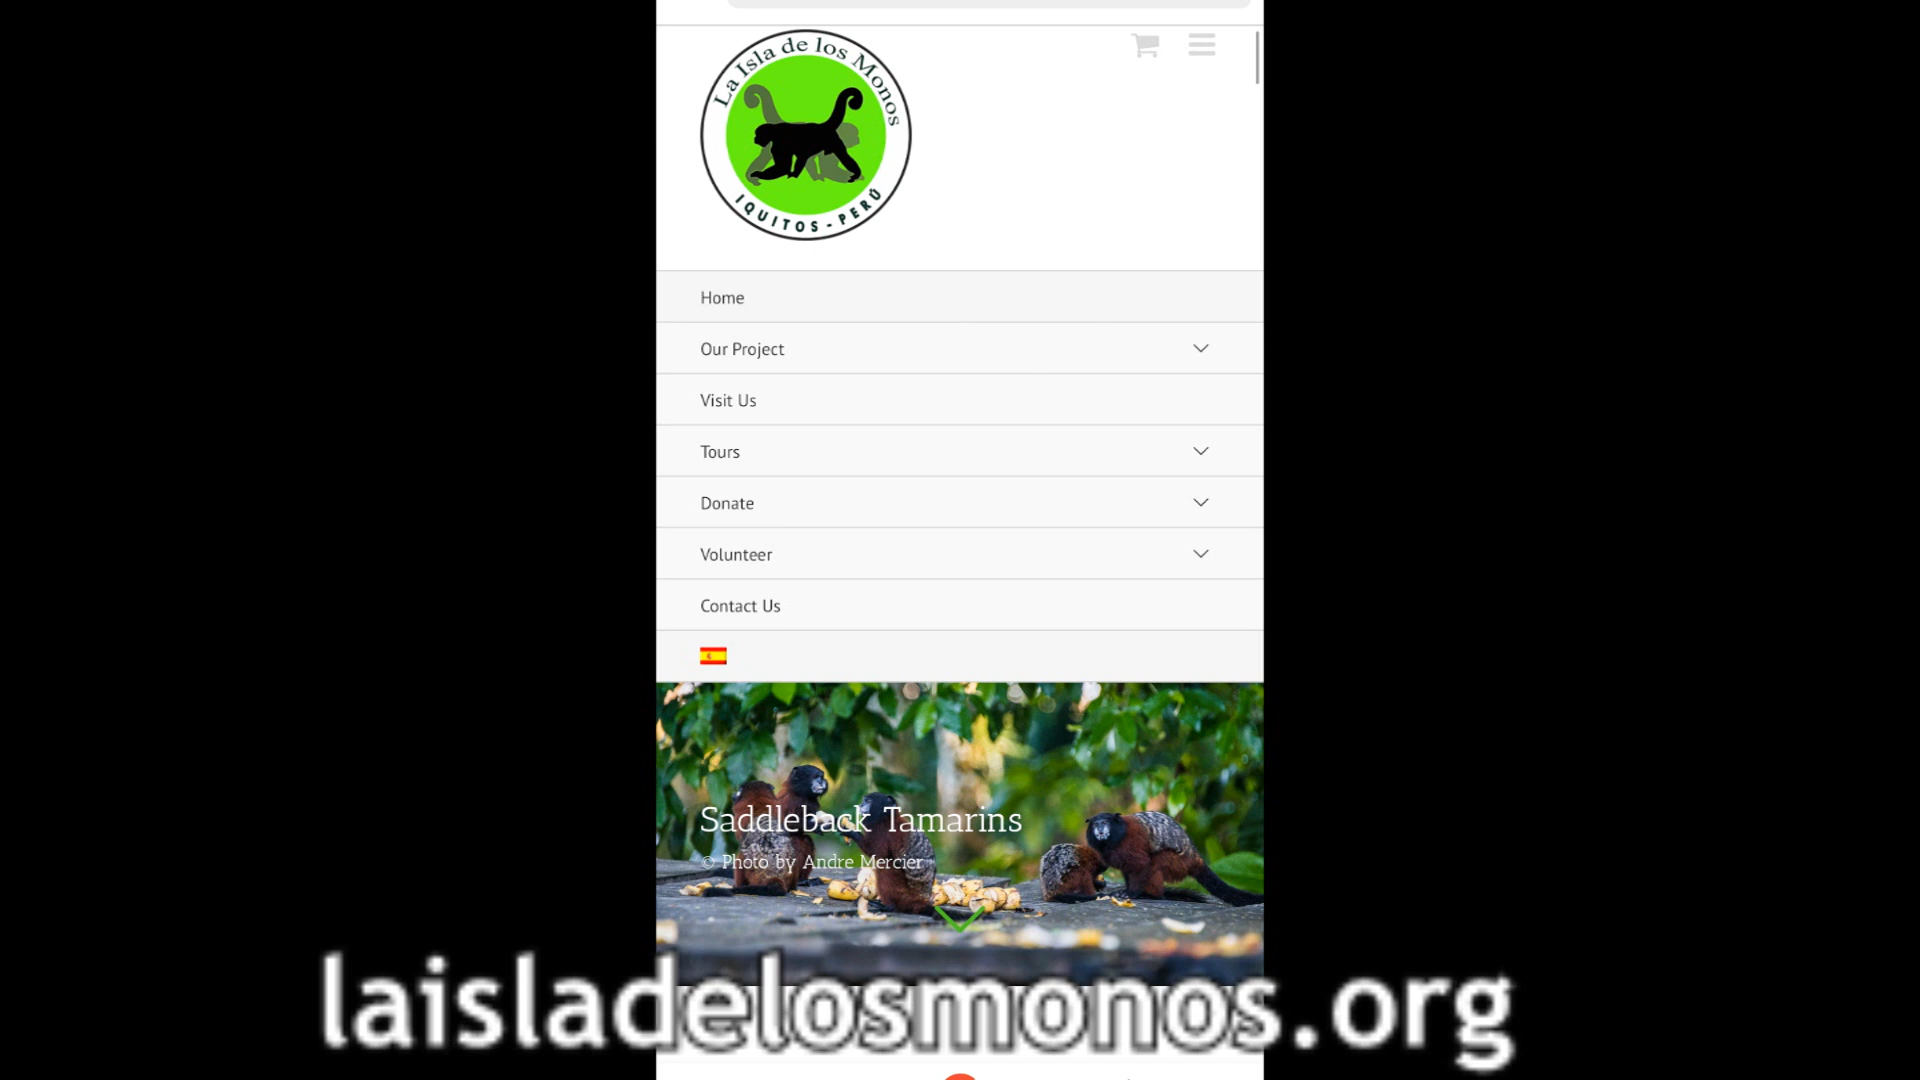 La Isla de los Monos
IQUITOS - PERÚ
Home
Our Project
Visit Us
Tours
Donate
Volunteer
Contact Us
Saddleback Tamarins
© Photo by Andre Mercier
laisladelosmonos.org